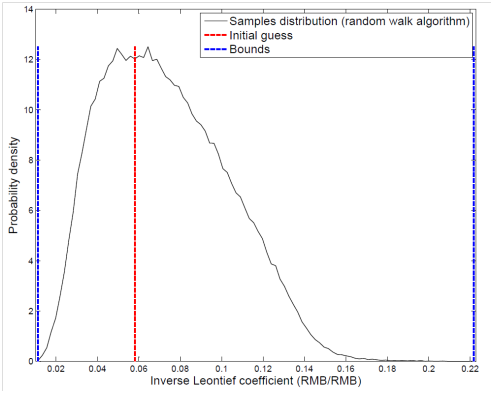 14
12
10
8
6
4
2
0
Probability density
Samples distribution (random walk algorithm)
Initial guess
Bounds
0.02 0.04 0.06 0.08 0.1 0.12 0.14 0.16 0.18 0.2 0.22
Inverse Leontief coefficient (RMB/RMB)